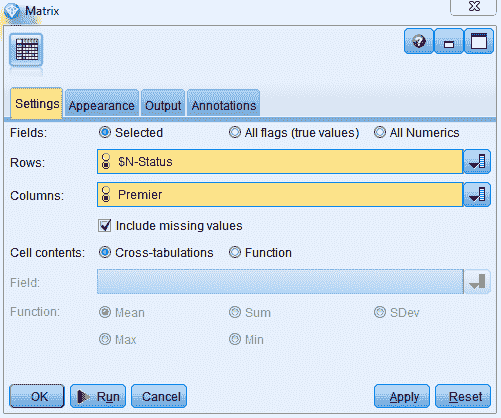 Matrix
Settings Appearance Output Annotations
Fields: Selected All flags (true values) All Numerics
Rows: $N-Status
Columns: Premier
Include missing values
Cell contents: Cross-tabulations Function
Field:
Function: Mean Sum SDev
Max Min
OK Run Cancel Apply Reset